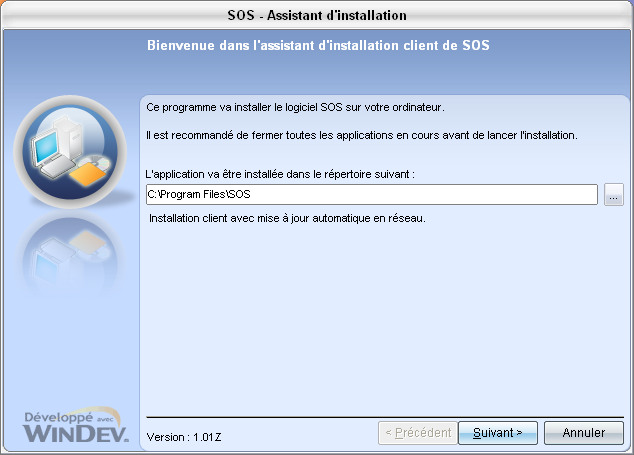 SOS - Assistant d'installation
Bienvenue dans l'assistant d'installation client de SOS
Ce programme va installer le logiciel SOS sur votre ordinateur.
Il est recommandé de fermer toutes les applications en cours avant de lancer l'installation.
L'application va être installée dans le répertoire suivant :
C:\Program Files\SOS
...
Installation client avec mise à jour automatique en réseau.
Développé avec
WINDEV.
Version : 1.01Z
< Précédent
Suivant >
Annuler